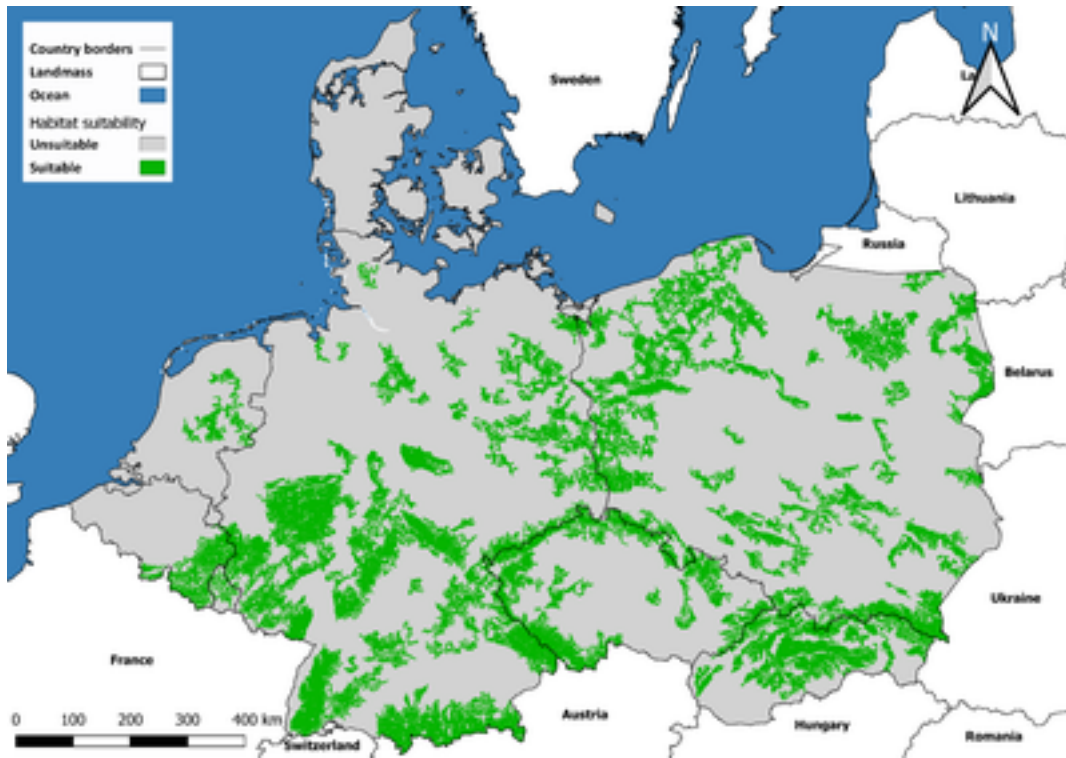 Country borders
Landmass
Ocean
Habitat suitability
Unsuitable
Suitable
N
Sweden
Lithuania
Russia
Belarus
Ukraine
France
0 100 200 300 400 km
Austria
Switzerland
Hungary
Romania